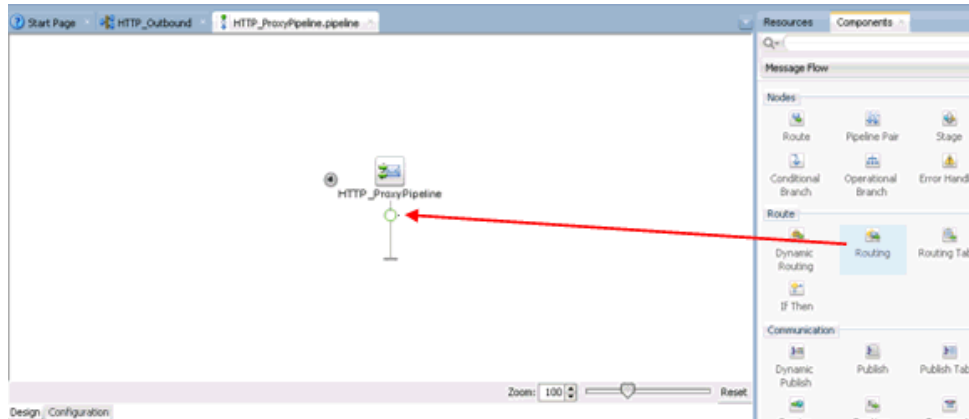 Start Page
HTTP_Outbound
HTTP_ProxyPipeline.pipeline
HTTP_ProxyPipeline
Zoom: 100
Reset
Design
Configuration
Resources
Components
Message Flow
Nodes
Route
Pipeline Pair
Stage
Conditional Branch
Operational Branch
Error Handl
Route
Dynamic Routing
Routing
Routing Tab
If Then
Communication
Dynamic Publish
Publish
Publish Tab